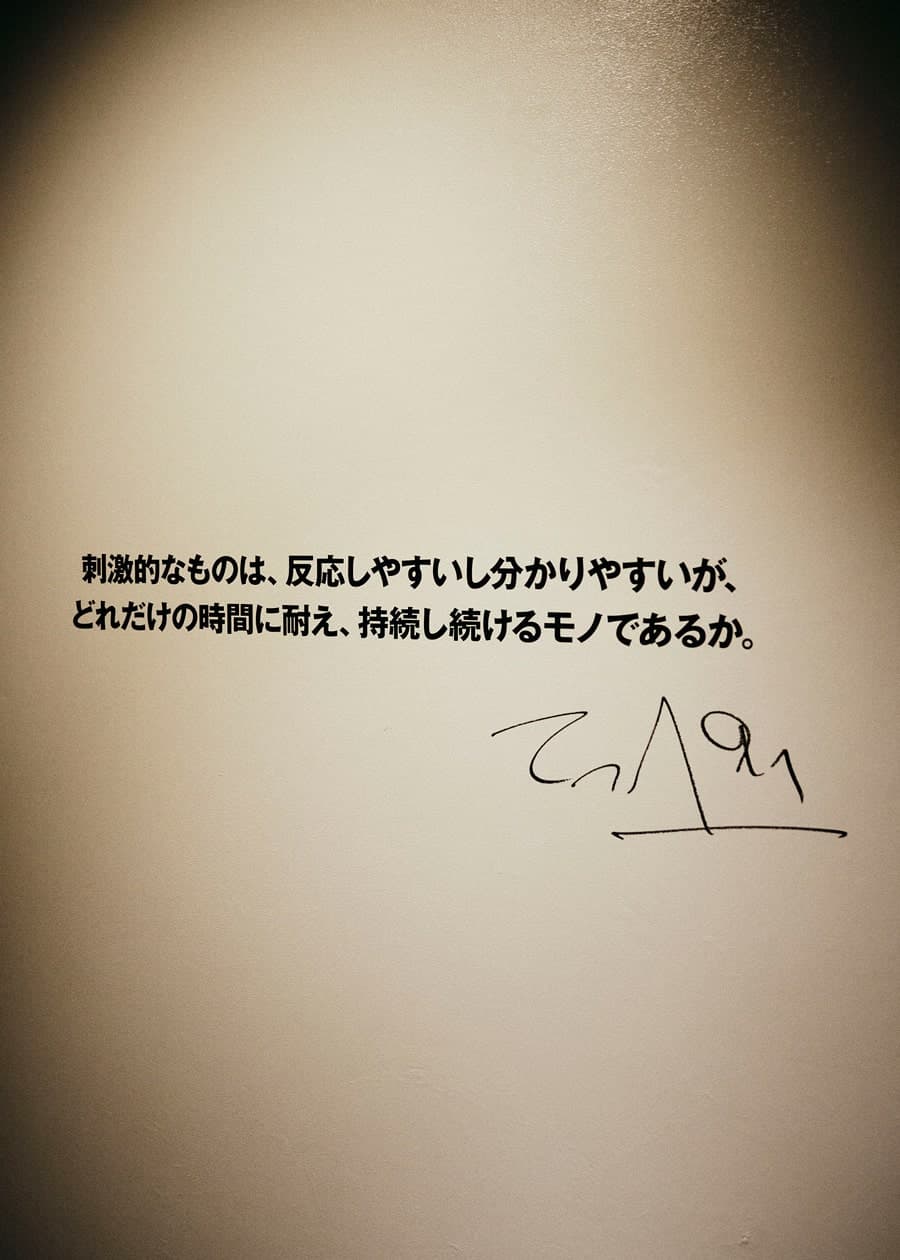 刺激的なものは、反応しやすいし分かりやすいが、
どれだけの時間に耐え、持続し続けるモノであるか。